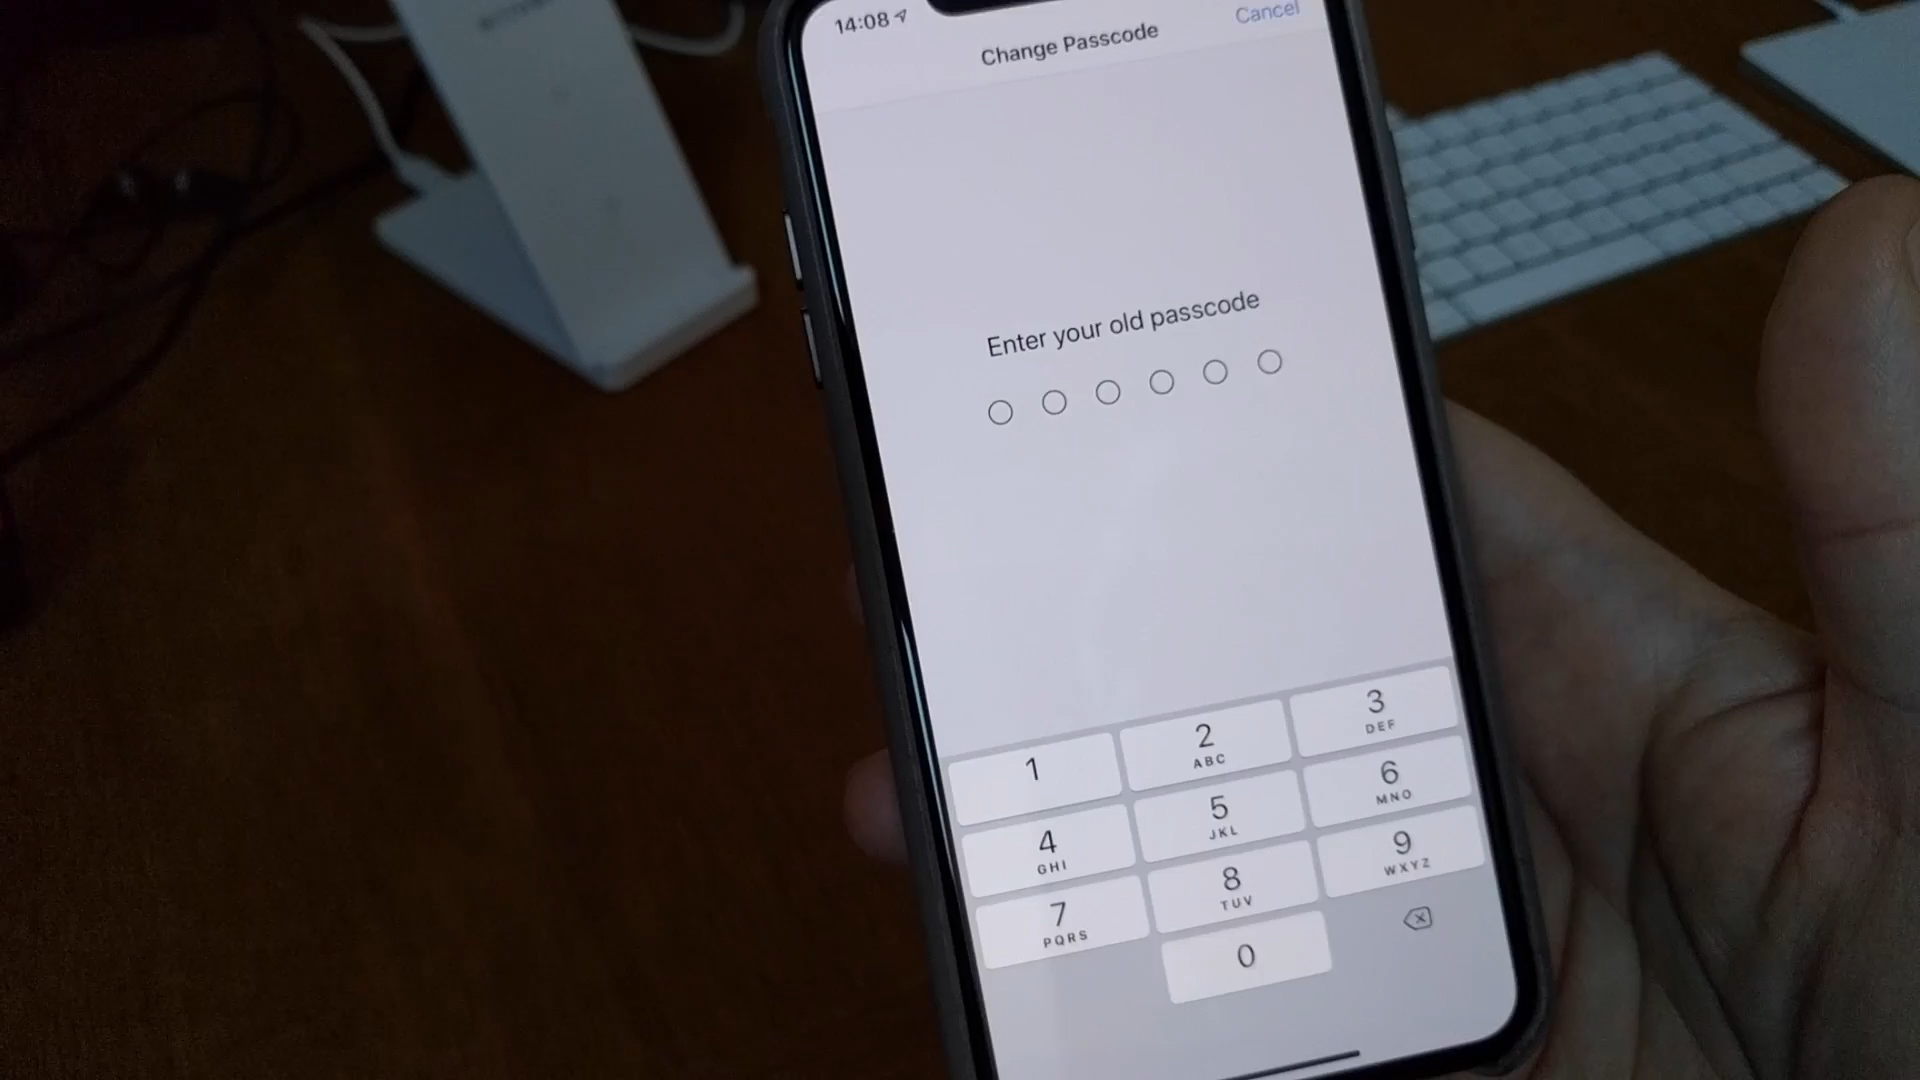 14:08
Cancel
Change Passcode
Enter your old passcode
1
2
ABC
3
DEF
4
GHI
5
JKL
6
MNO
7
PQRS
8
TUV
9
WXYZ
0